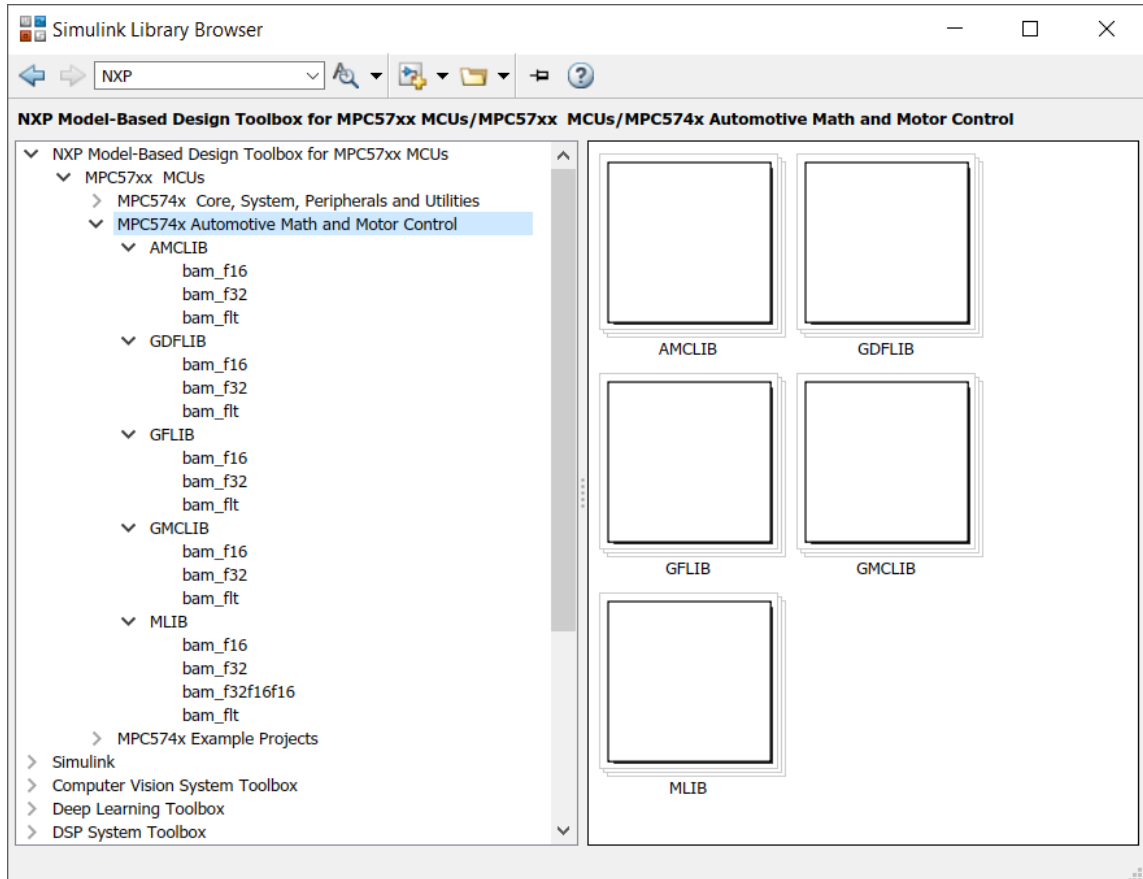 Simulink Library Browser
NXP
NXP Model-Based Design Toolbox for MPC57xx MCUs/MPC57xx  MCUs/MPC574x Automotive Math and Motor Control
NXP Model-Based Design Toolbox for MPC57xx MCUs
MPC57xx  MCUs
MPC574x  Core, System, Peripherals and Utilities
MPC574x Automotive Math and Motor Control
AMCLIB
bam_f16
bam_f32
bam_flt
GDFLIB
bam_f16
bam_f32
bam_flt
GFLIB
bam_f16
bam_f32
bam_flt
GMCLIB
bam_f16
bam_f32
bam_flt
MLIB
bam_f16
bam_f32
bam_f32f16f16
bam_flt
MPC574x Example Projects
Simulink
Computer Vision System Toolbox
Deep Learning Toolbox
DSP System Toolbox
AMCLIB
GDFLIB
GFLIB
GMCLIB
MLIB